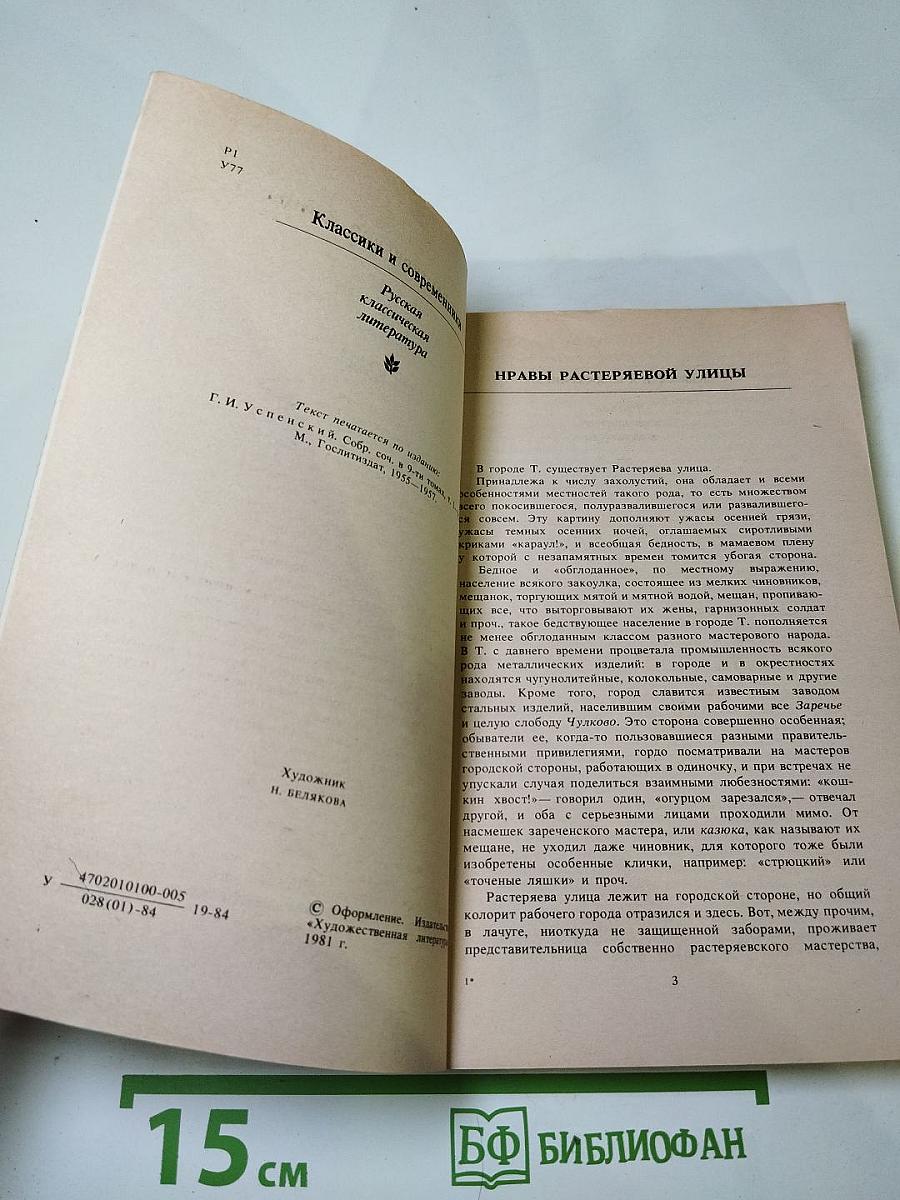 Р1
У77
Классики и современники
Русская
классическая
литература
Текст печатается по изданию:
Г. И. Успенский. Собр. соч. в 9-ти томах, т. 1.
М., Гослитиздат, 1955—1957.
Художник
Н. БЕЛЯКОВА
У 4702010100-005
028(01)-84 19-84
© Оформление. Издательст
«Художественная литература
1981 г.
НРАВЫ РАСТЕРЯЕВОЙ УЛИЦЫ
В городе Т. существует Растеряева улица.
Принадлежа к числу захолустий, она обладает и всеми
особенностями местностей такого рода, то есть множеством
всего покосившегося, полуразвалившегося или развалившего-
ся совсем. Эту картину дополняют ужасы осенней грязи,
ужасы темных осенних ночей, оглашаемых сиротливыми
криками «караул!», и всеобщая бедность, в мамаевом плену
у которой с незапамятных времен томится убогая сторона.
Бедное и «обглоданное», по местному выражению,
население всякого закоулка, состоящее из мелких чиновников,
мещанок, торгующих мятой и мятной водой, мещан, пропиваю-
щих все, что выторговывают их жены, гарнизонных солдат
и проч., такое бедствующее население в городе Т. пополняется
не менее обглоданным классом разного мастерового народа.
В Т. с давнего времени процветала промышленность всякого
рода металлических изделий: в городе и в окрестностях
находятся чугунолитейные, колокольные, самоварные и другие
заводы. Кроме того, город славится известным заводом
стальных изделий, населившим своими рабочими все Заречье
и целую слободу Чулково. Это сторона совершенно особенная;
обыватели ее, когда-то пользовавшиеся разными правитель-
ственными привилегиями, гордо посматривали на мастеров
городской стороны, работающих в одиночку, и при встречах не
упускали случая поделиться взаимными любезностями: «кош-
кин хвост!»— говорил один, «огурцом зарезался»,— отвечал
другой, и оба с серьезными лицами проходили мимо. От
насмешек зареченского мастера, или казюка, как называют их
мещане, не уходил даже чиновник, для которого тоже были
изобретены особенные клички, например: «стрюцкий» или
«точеные ляшки» и проч.
Растеряева улица лежит на городской стороне, но общий
колорит рабочего города отразился и здесь. Вот, между прочим,
в лачуге, ниоткуда не защищенной заборами, проживает
представительница собственно растеряевского мастерства,
1*
3
15 см
БФ БИБЛИОФАН